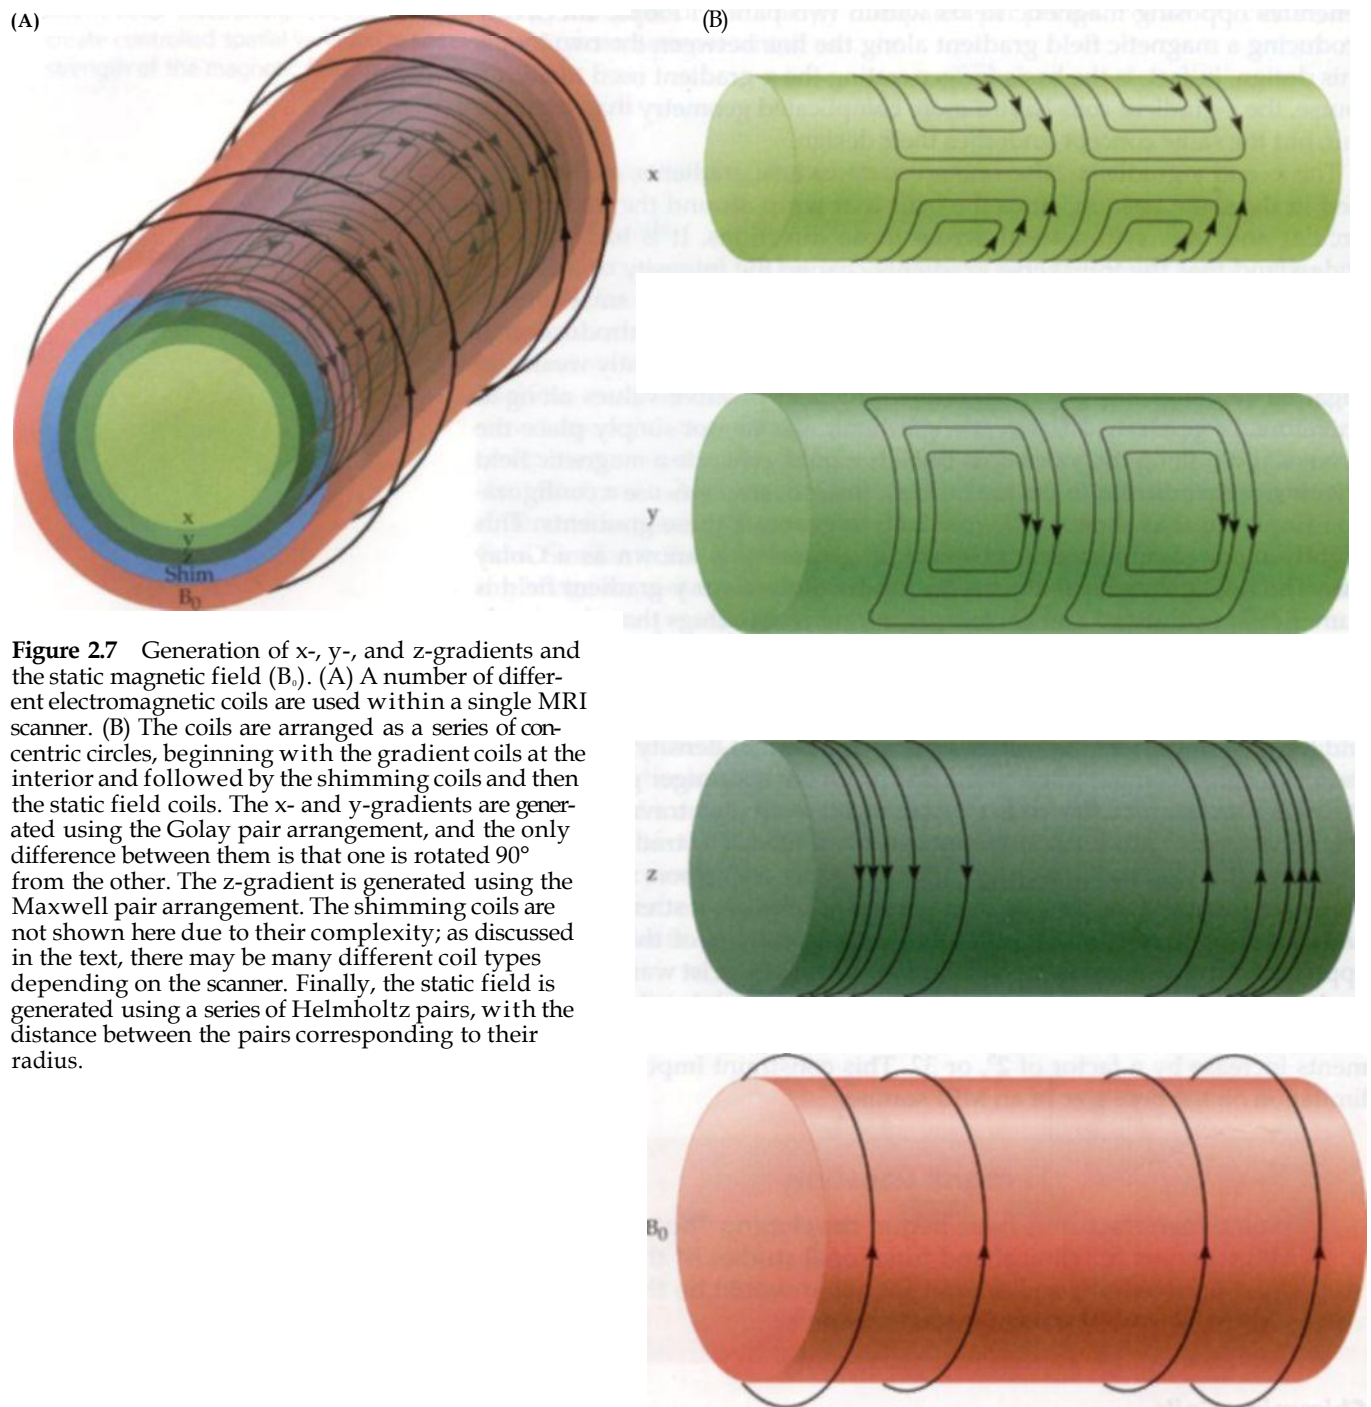 (A)
(B)
x
y
z
Shim
B₀
x
y
z
B₀
Figure 2.7 Generation of x-, y-, and z-gradients and
the static magnetic field (B₀). (A) A number of differ-
ent electromagnetic coils are used within a single MRI
scanner. (B) The coils are arranged as a series of con-
centric circles, beginning with the gradient coils at the
interior and followed by the shimming coils and then
the static field coils. The x- and y-gradients are gener-
ated using the Golay pair arrangement, and the only
difference between them is that one is rotated 90°
from the other. The z-gradient is generated using the
Maxwell pair arrangement. The shimming coils are
not shown here due to their complexity; as discussed
in the text, there may be many different coil types
depending on the scanner. Finally, the static field is
generated using a series of Helmholtz pairs, with the
distance between the pairs corresponding to their
radius.